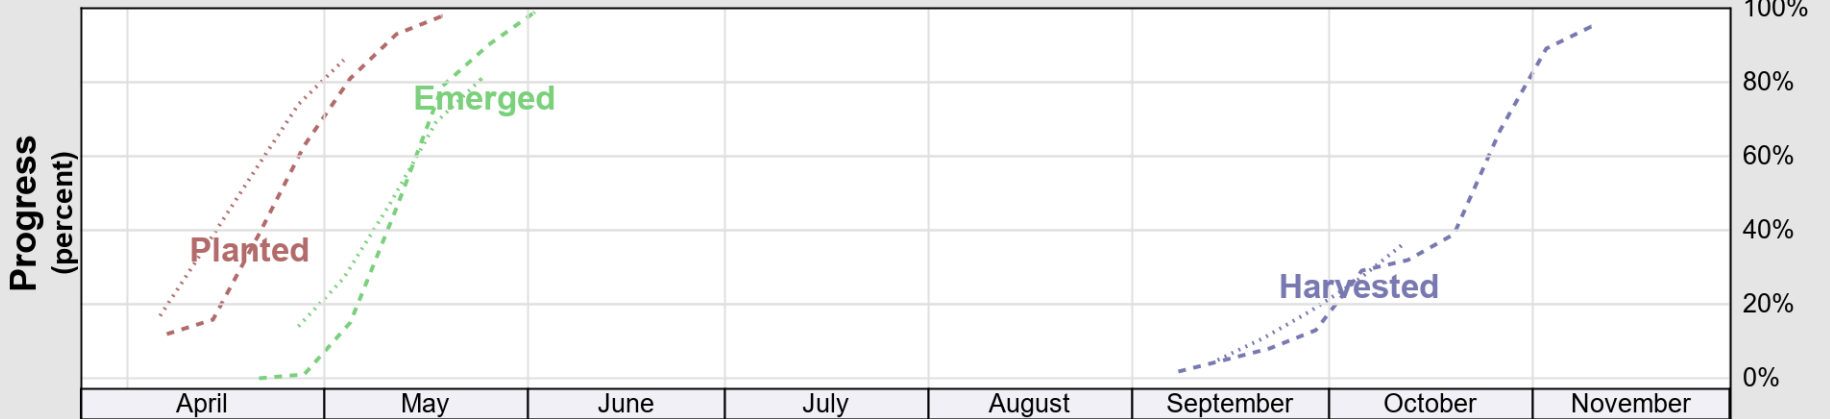 100%
80%
60%
40%
20%
0%
Progress
(percent)
Planted
Emerged
Harvested
April May June July August September October November